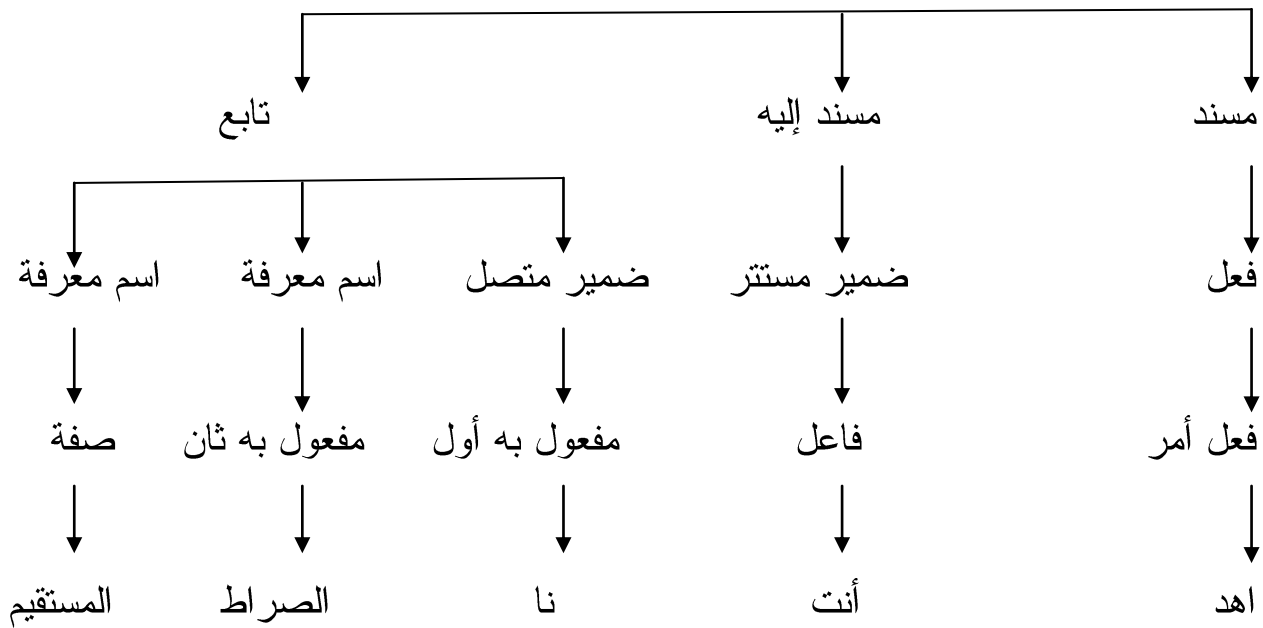 مسند مسند إليه تابع
فعل ضمير مستتر ضمير متصل اسم معرفة اسم معرفة
فعل أمر فاعل مفعول به أول مفعول به ثان صفة
اهد أنت نا الصراط المستقيم